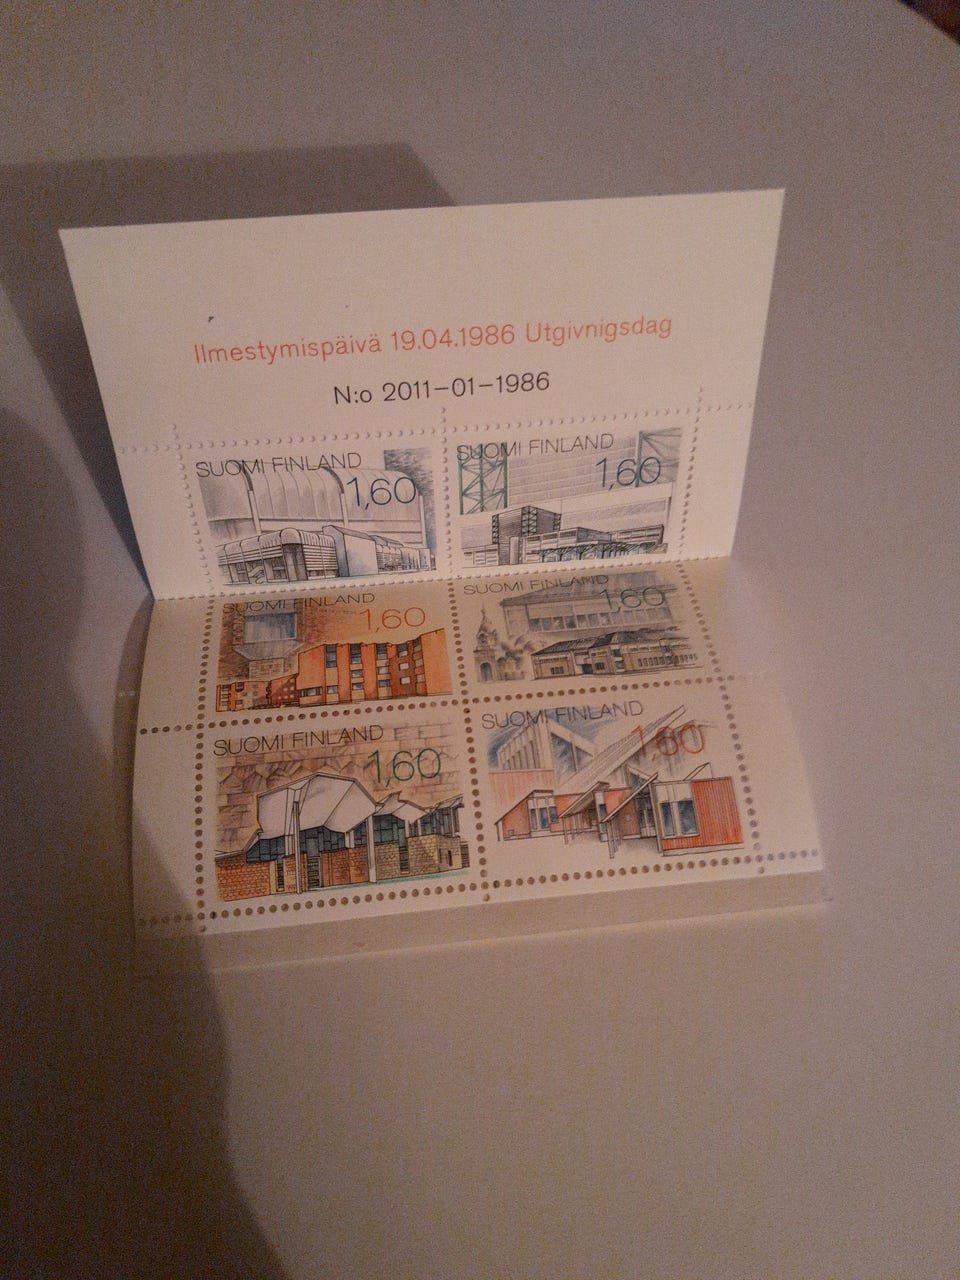 Ilmestymispäivä 19.04.1986 Utgivnigsdag
N:o 2011-01-1986
SUOMI FINLAND
1,60
SUOMI FINLAND
1,60
SUOMI FINLAND
1,60
SUOMI FINLAND
1,60
SUOMI FINLAND
1,60
SUOMI FINLAND
1,60